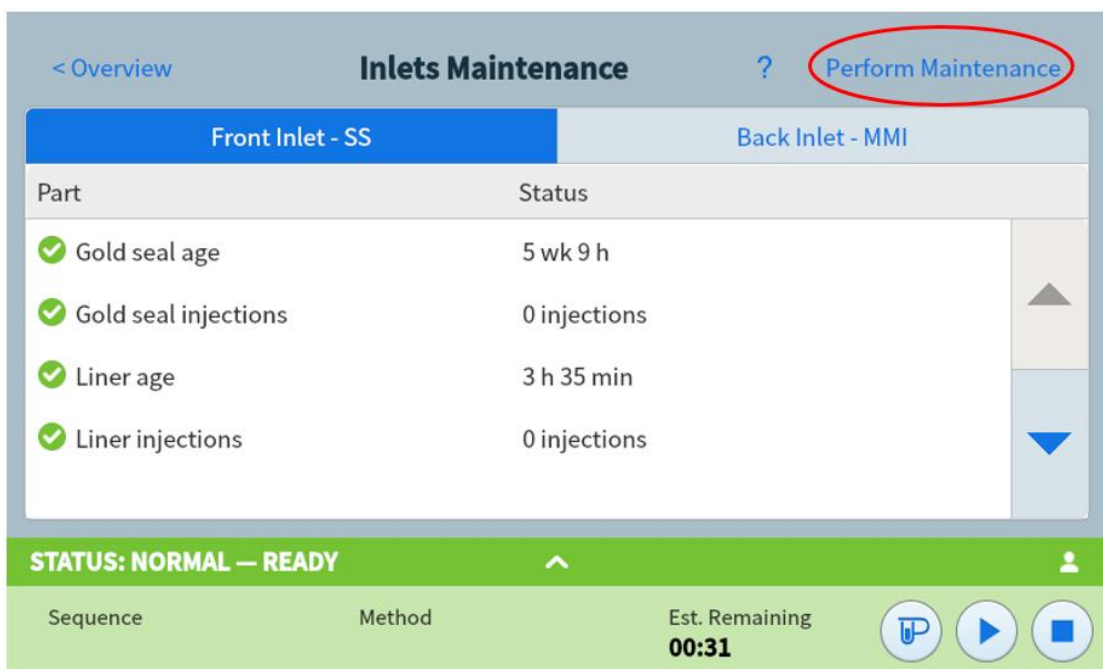 < Overview Inlets Maintenance ? Perform Maintenance
Front Inlet - SS Back Inlet - MMI
Part Status
Gold seal age 5 wk 9 h
Gold seal injections 0 injections
Liner age 3 h 35 min
Liner injections 0 injections
STATUS: NORMAL — READY
Sequence Method Est. Remaining
00:31